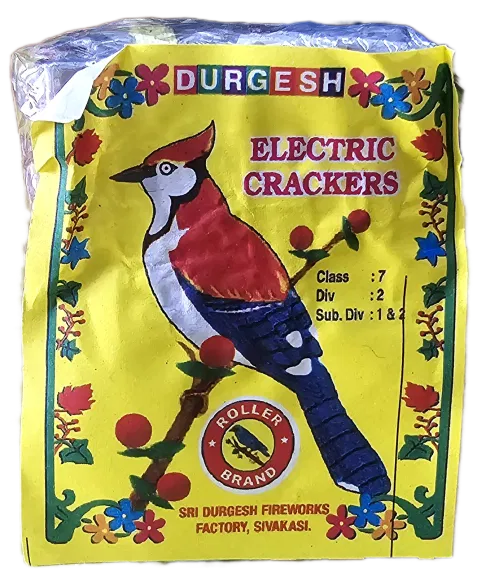 DURGESH
ELECTRIC
CRACKERS
Class : 7
Div : 2
Sub. Div : 1 & 2
ROLLER
BRAND
SRI DURGESH FIREWORKS
FACTORY, SIVAKASI.